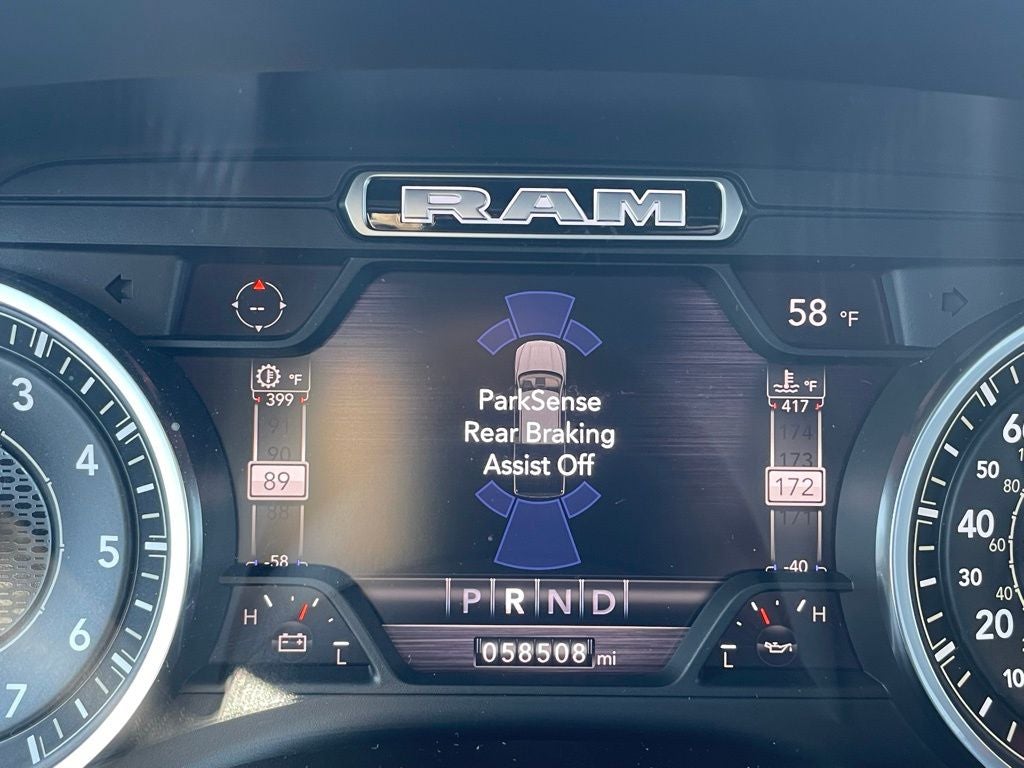 RAM
--
58 °F
°F
399
91
90
89
88
-58
ParkSense
Rear Braking
Assist Off
°F
417
174
173
172
171
-40
P R N D
058508 mi
H
L
H
L
3
4
5
6
7
60
50
40
30
20
10
80
60
40